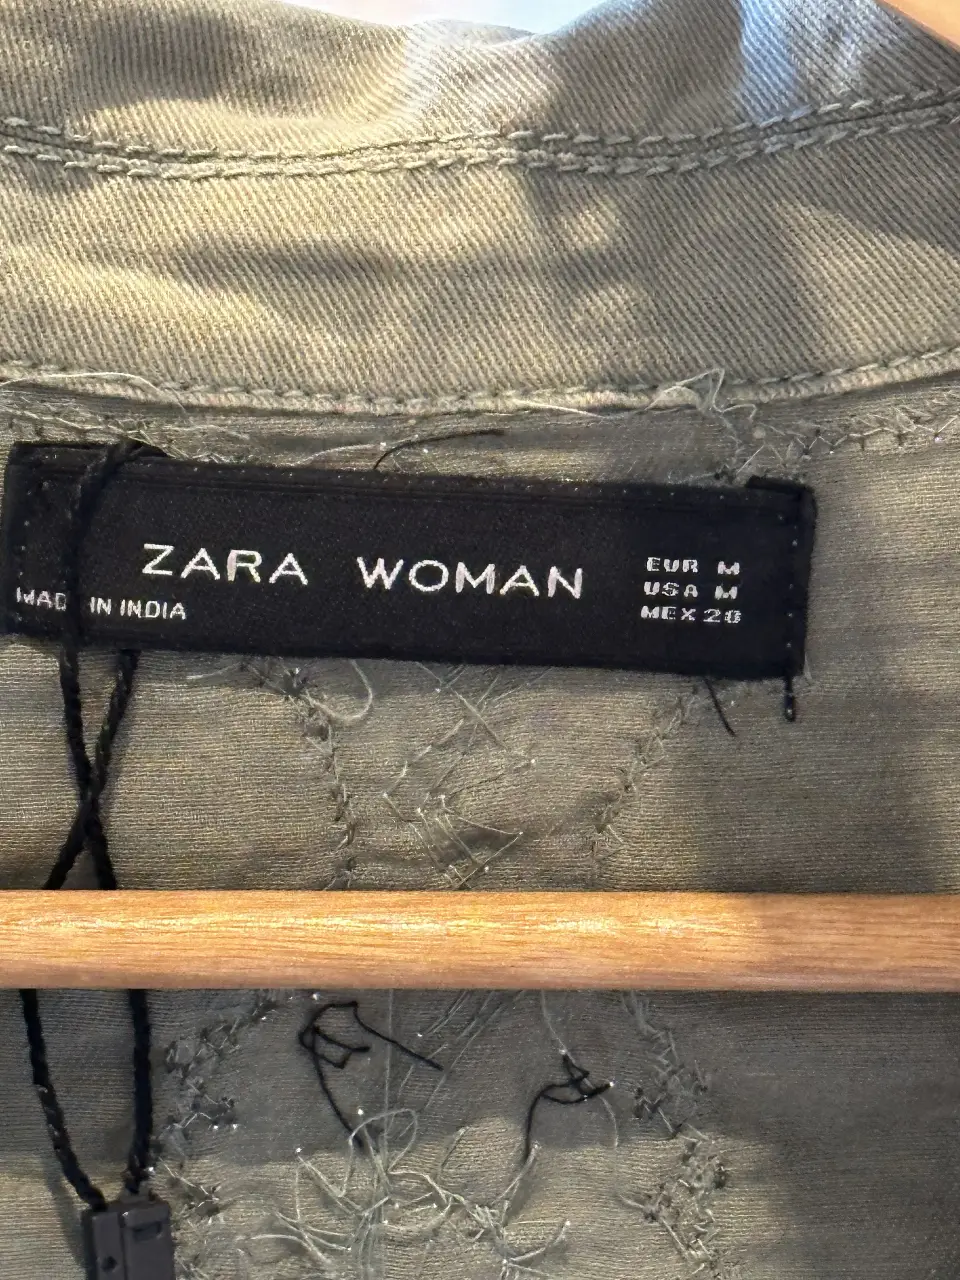 ZARA WOMAN
MADE IN INDIA
EUR M
USA M
MEX 28